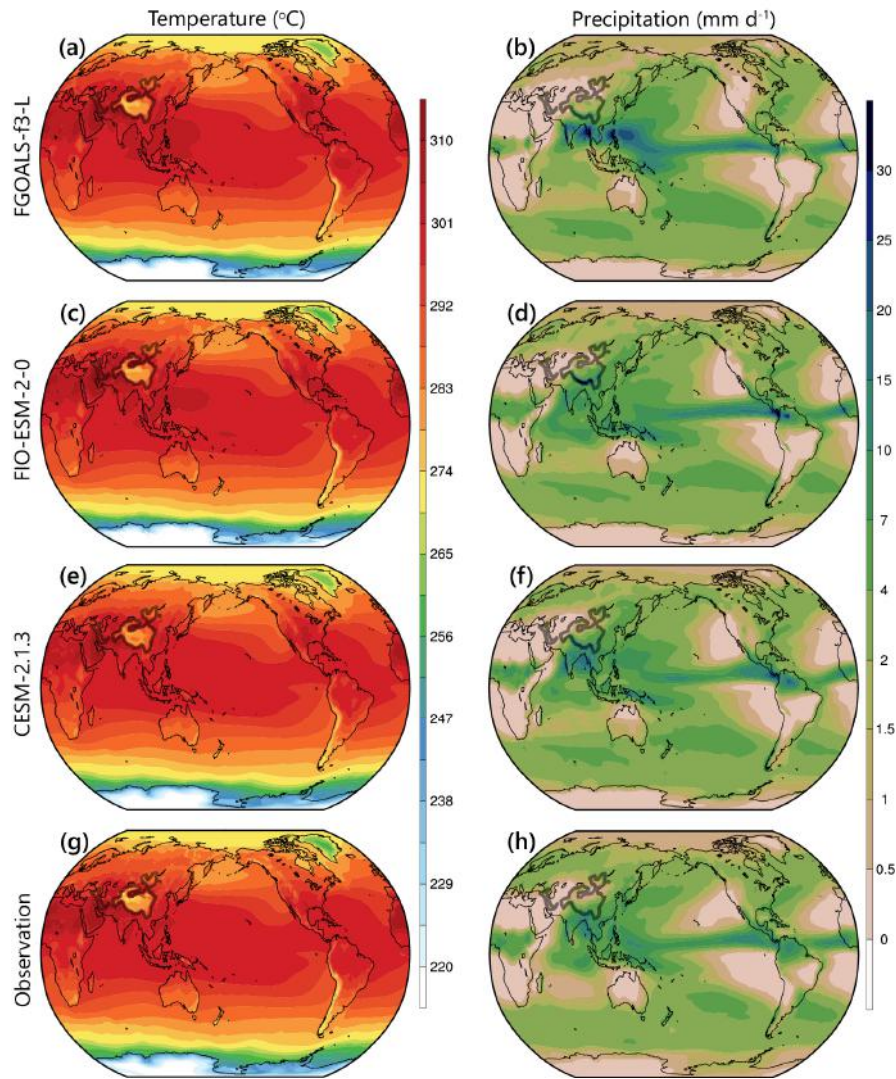 Temperature (°C)
Precipitation (mm d⁻¹)
(a)
(b)
FGOALS-f3-L
(c)
(d)
FIO-ESM-2-0
(e)
(f)
CESM-2.1.3
(g)
(h)
Observation
310
301
292
283
274
265
256
247
238
229
220
30
25
20
15
10
7
4
2
1.5
1
0.5
0